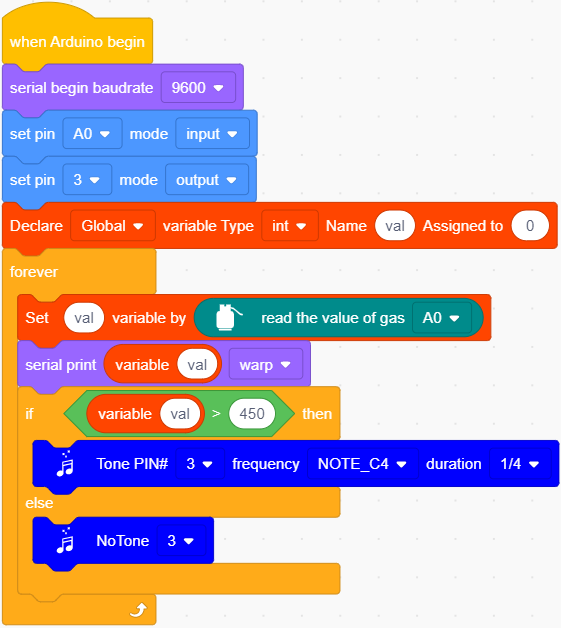 when Arduino begin
serial begin baudrate 9600
set pin A0 mode input
set pin 3 mode output
Declare Global variable Type int Name val Assigned to 0
forever
Set val variable by read the value of gas A0
serial print variable val warp
if variable val > 450 then
Tone PIN# 3 frequency NOTE_C4 duration 1/4
else
NoTone 3